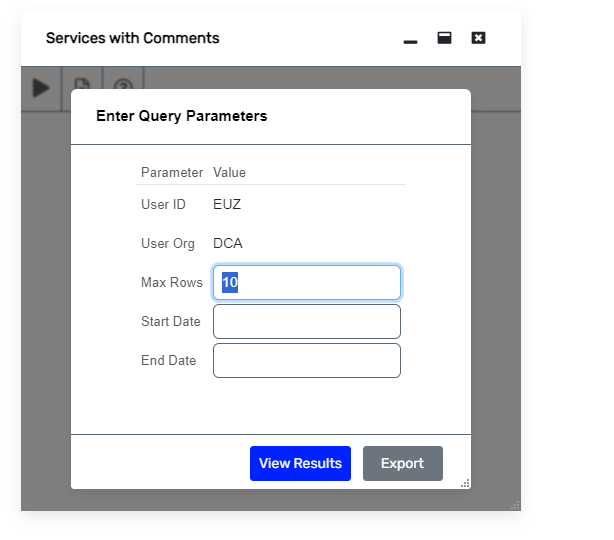 Services with Comments
Enter Query Parameters
Parameter Value
User ID EUZ
User Org DCA
Max Rows 10
Start Date
End Date
View Results Export